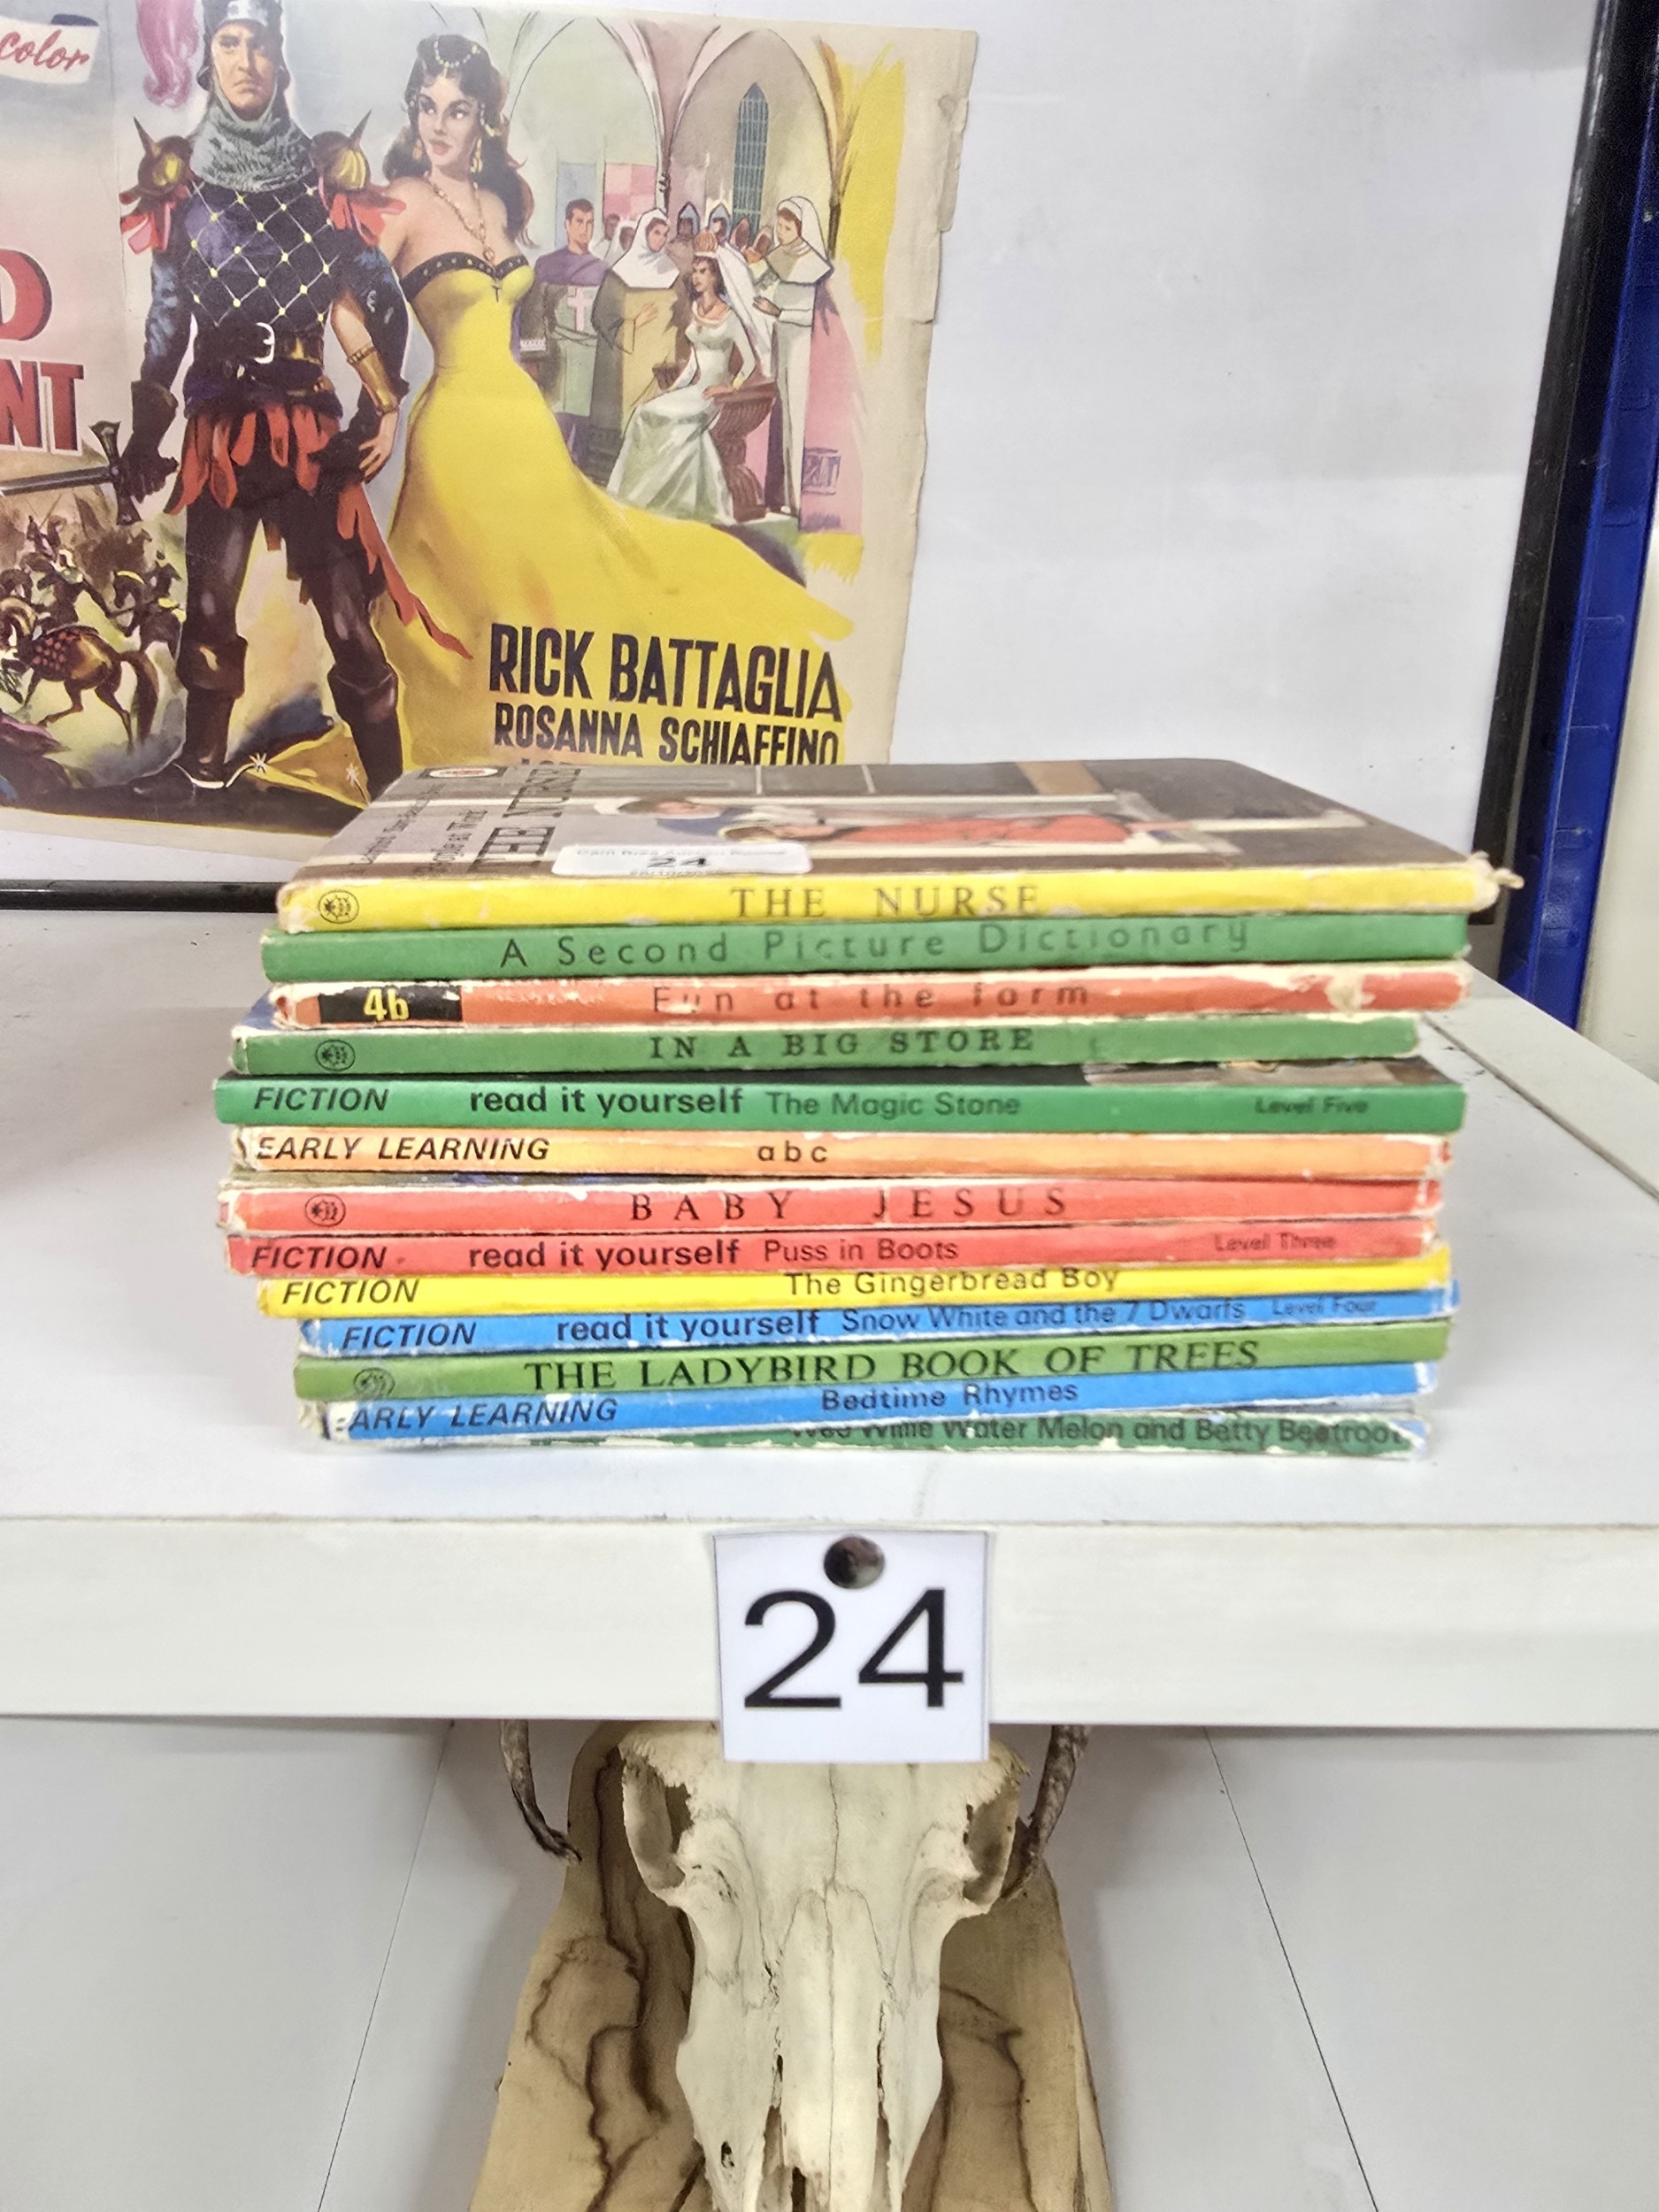 color
D
NT
RICK BATTAGLIA
ROSANNA SCHIAFFINO
at Work
THE NURSE
24
THE NURSE
A Second Picture Dictionary
4b Fun at the farm
IN A BIG STORE
FICTION read it yourself The Magic Stone Level Five
EARLY LEARNING abc
BABY JESUS
FICTION read it yourself Puss in Boots Level Three
FICTION The Gingerbread Boy
FICTION read it yourself Snow White and the 7 Dwarfs Level Four
THE LADYBIRD BOOK OF TREES
EARLY LEARNING Bedtime Rhymes
Wee Willie Water Melon and Betty Beetroot
24